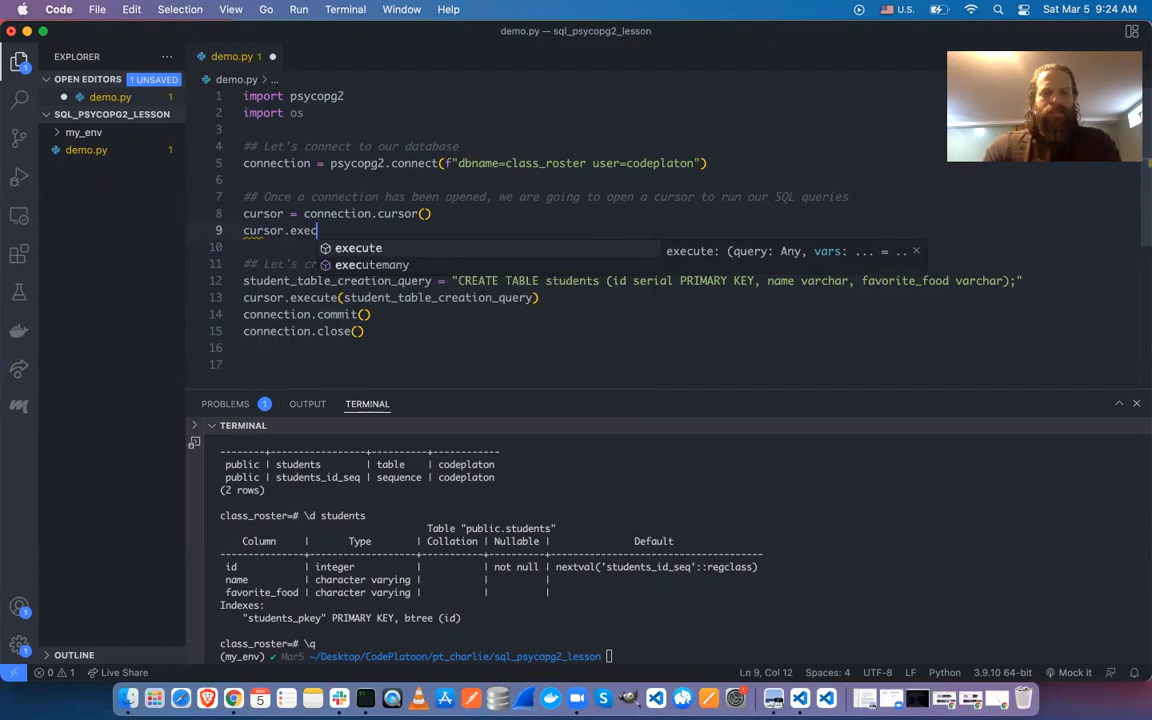 Code File Edit Selection View Go Run Terminal Window Help U.S. Sat Mar 5 9:24 AM
demo.py — sql_psycopg2_lesson
EXPLORER
OPEN EDITORS 1 UNSAVED
demo.py 1
SQL_PSYCOPG2_LESSON
my_env
demo.py 1
demo.py 1
demo.py > ...
1 import psycopg2
2 import os
3
4 ## Let's connect to our database
5 connection = psycopg2.connect(f"dbname=class_roster user=codeplaton")
6
7 ## Once a connection has been opened, we are going to open a cursor to run our SQL queries
8 cursor = connection.cursor()
9 cursor.exec
10 execute execute: (query: Any, vars: ... = ..
11 ## Let's cr executemany
12 student_table_creation_query = "CREATE TABLE students (id serial PRIMARY KEY, name varchar, favorite_food varchar);"
13 cursor.execute(student_table_creation_query)
14 connection.commit()
15 connection.close()
16
17
PROBLEMS 1 OUTPUT TERMINAL
TERMINAL
--------+-----------------+----------+------------
public | students | table | codeplaton
public | students_id_seq | sequence | codeplaton
(2 rows)
class_roster=# \d students
Table "public.students"
Column | Type | Collation | Nullable | Default
---------------+-------------------+-----------+----------+--------------------------------------
id | integer | | not null | nextval('students_id_seq'::regclass)
name | character varying | | |
favorite_food | character varying | | |
Indexes:
"students_pkey" PRIMARY KEY, btree (id)
class_roster=# \q
(my_env) ✔ Mar5 ~/Desktop/CodePlatoon/pt_charlie/sql_psycopg2_lesson
OUTLINE
0 1 Live Share Ln 9, Col 12 Spaces: 4 UTF-8 LF Python 3.9.10 64-bit Mock it